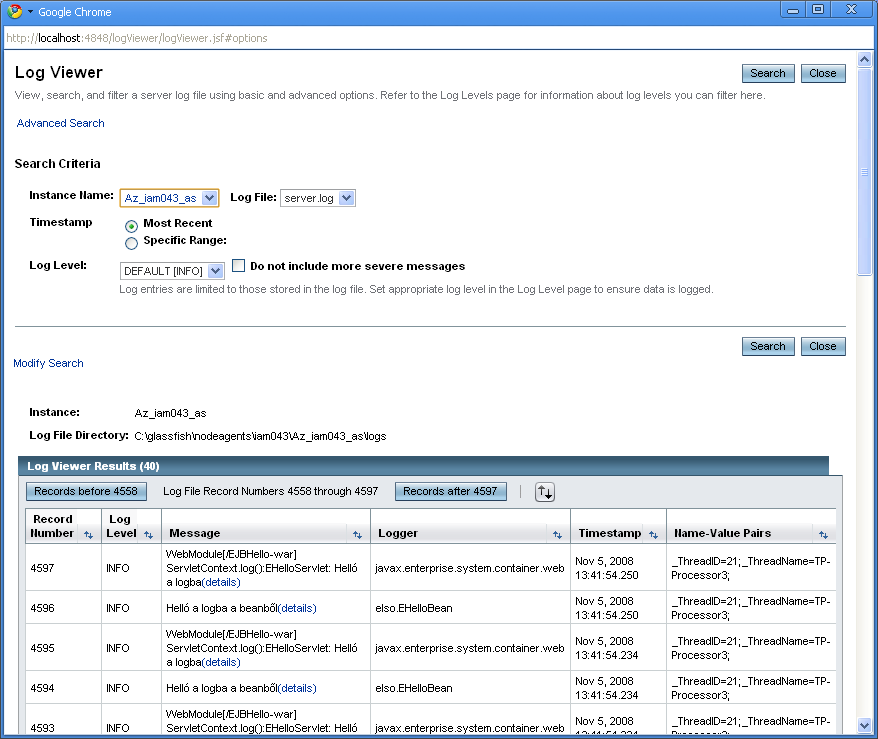 Google Chrome
http://localhost:4848/logViewer/logViewer.jsf#options
Log Viewer
Search Close
View, search, and filter a server log file using basic and advanced options. Refer to the Log Levels page for information about log levels you can filter here.
Advanced Search
Search Criteria
Instance Name: Az_iam043_as Log File: server.log
Timestamp Most Recent
Specific Range:
Log Level: DEFAULT [INFO] Do not include more severe messages
Log entries are limited to those stored in the log file. Set appropriate log level in the Log Level page to ensure data is logged.
Search Close
Modify Search
Instance: Az_iam043_as
Log File Directory: C:\glassfish\nodeagents\iam043\Az_iam043_as\logs
Log Viewer Results (40)
Records before 4558 Log File Record Numbers 4558 through 4597 Records after 4597
Record Log
Number Level Message Logger Timestamp Name-Value Pairs
WebModule[/EJBHello-war]
Nov 5, 2008 _ThreadID=21;_ThreadName=TP-
4597 INFO ServletContext.log():EHelloServlet: Helló javax.enterprise.system.container.web
13:41:54.250 Processor3;
a logba(details)
Nov 5, 2008 _ThreadID=21;_ThreadName=TP-
4596 INFO Helló a logba a beanből(details) elso.EHelloBean
13:41:54.250 Processor3;
WebModule[/EJBHello-war]
Nov 5, 2008 _ThreadID=21;_ThreadName=TP-
4595 INFO ServletContext.log():EHelloServlet: Helló javax.enterprise.system.container.web
13:41:54.234 Processor3;
a logba(details)
Nov 5, 2008 _ThreadID=21;_ThreadName=TP-
4594 INFO Helló a logba a beanből(details) elso.EHelloBean
13:41:54.234 Processor3;
WebModule[/EJBHello-war]
Nov 5, 2008 _ThreadID=21;_ThreadName=TP-
4593 INFO ServletContext.log():EHelloServlet: Helló javax.enterprise.system.container.web
13:41:54.234 Processor3;